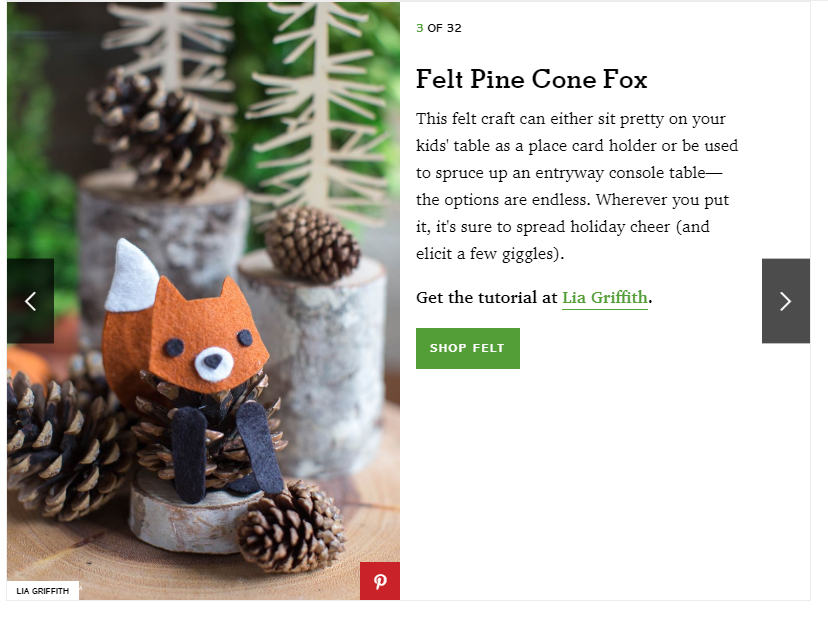 3 OF 32
Felt Pine Cone Fox
This felt craft can either sit pretty on your
kids' table as a place card holder or be used
to spruce up an entryway console table—
the options are endless. Wherever you put
it, it's sure to spread holiday cheer (and
elicit a few giggles).
Get the tutorial at Lia Griffith.
SHOP FELT
LIA GRIFFITH